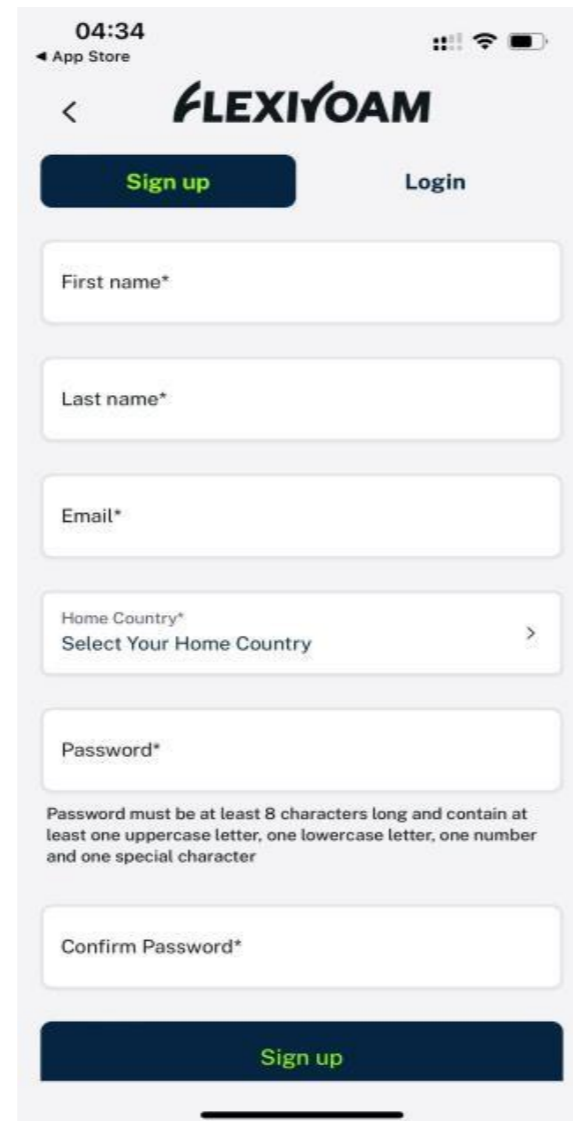 04:34
◀ App Store
< FLEXIROAM
Sign up Login
First name*
Last name*
Email*
Home Country*
Select Your Home Country >
Password*
Password must be at least 8 characters long and contain at
least one uppercase letter, one lowercase letter, one number
and one special character
Confirm Password*
Sign up